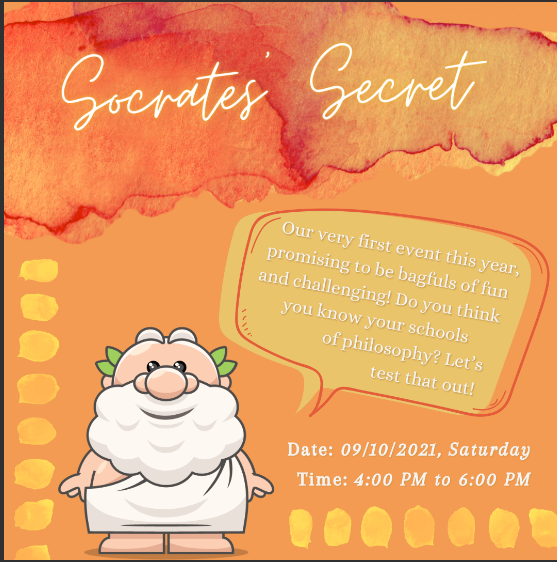 Socrates' Secret
Our very first event this year,
promising to be bagfuls of fun
and challenging! Do you think
you know your schools
of philosophy? Let's
test that out!
Date: 09/10/2021, Saturday
Time: 4:00 PM to 6:00 PM